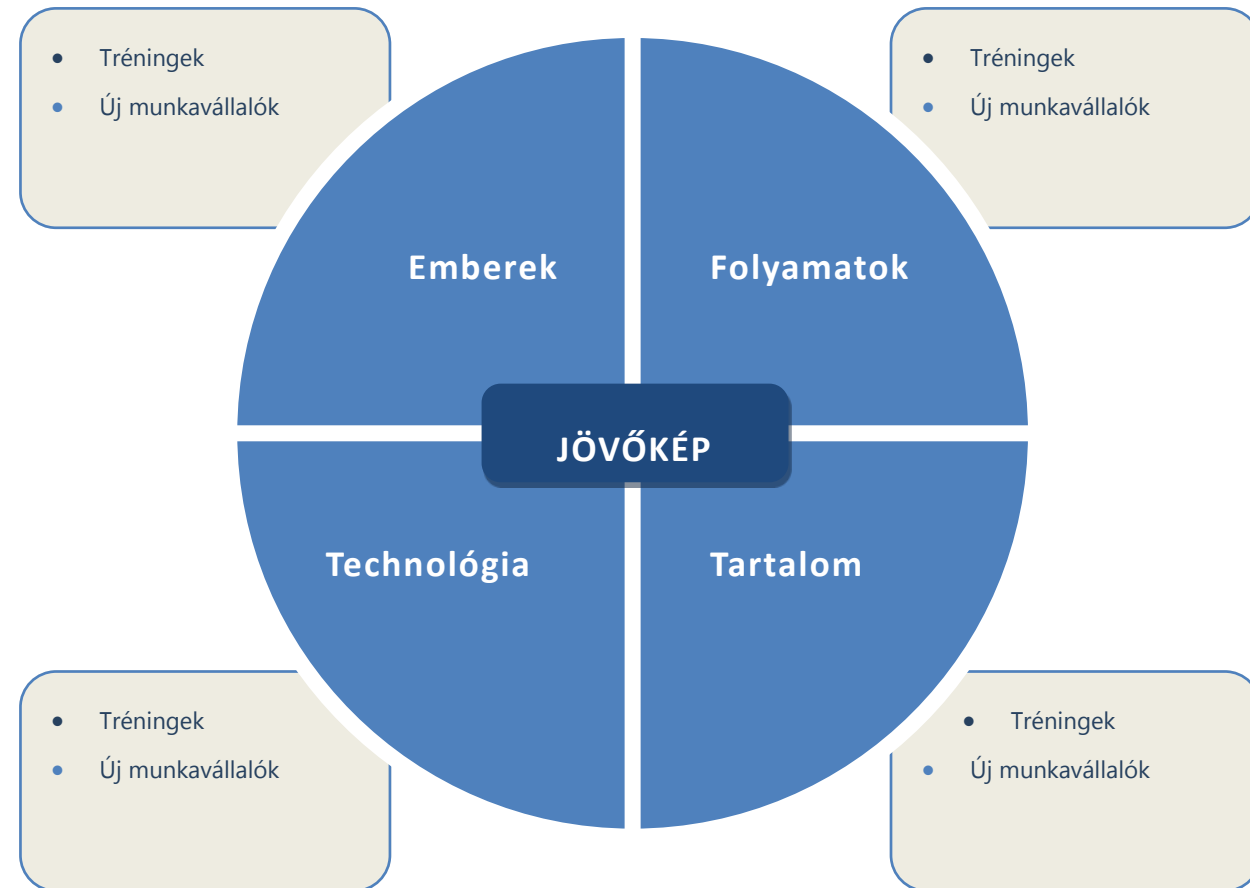 • Tréningek
• Új munkavállalók
• Tréningek
• Új munkavállalók
Emberek
Folyamatok
JÖVŐKÉP
Technológia
Tartalom
• Tréningek
• Új munkavállalók
• Tréningek
• Új munkavállalók